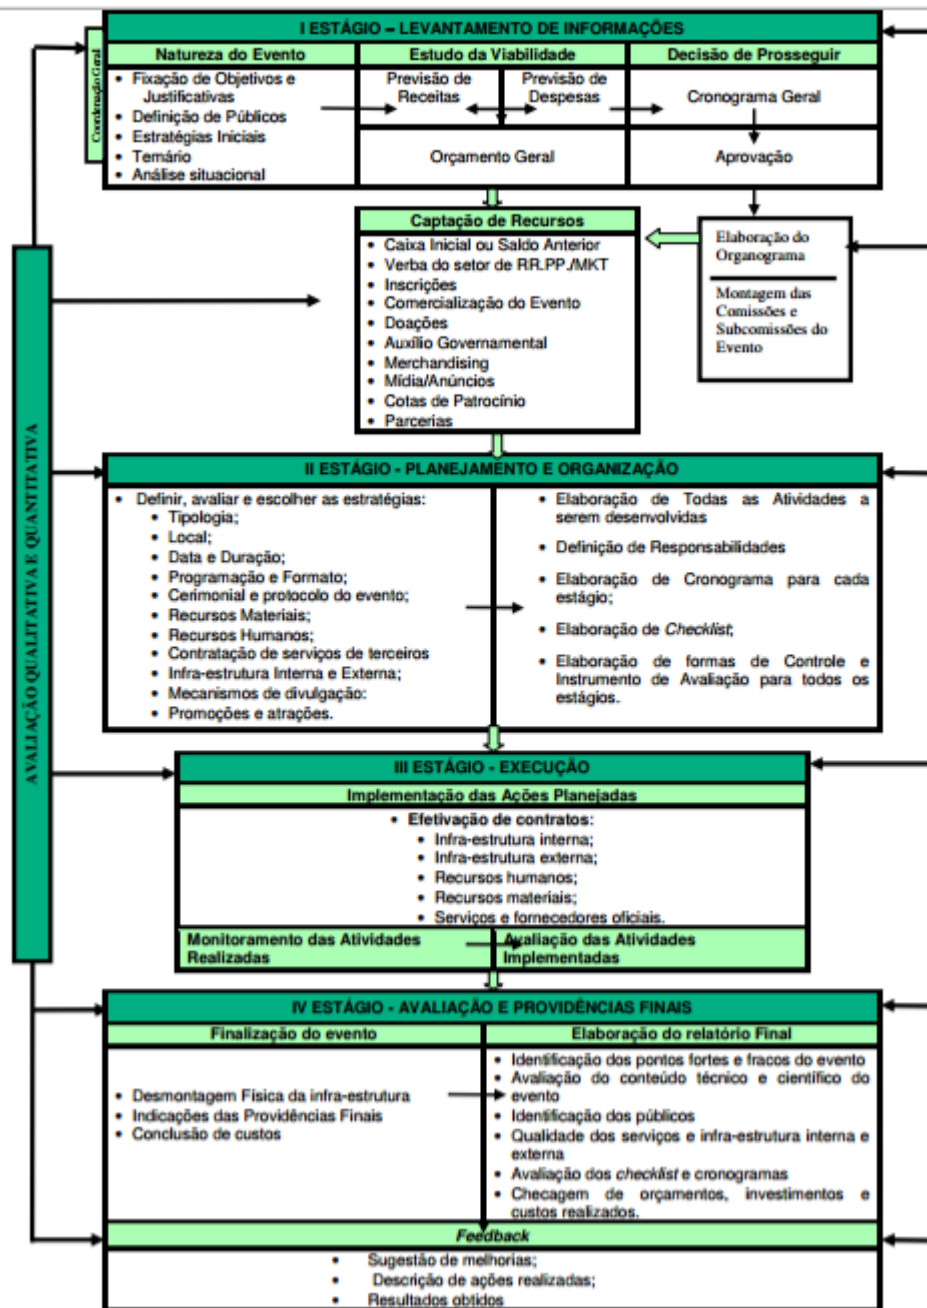 I ESTÁGIO – LEVANTAMENTO DE INFORMAÇÕES
Coordenação Geral
Natureza do Evento
• Fixação de Objetivos e
Justificativas
• Definição de Públicos
• Estratégias Iniciais
• Temário
• Análise situacional
Estudo da Viabilidade
Previsão de
Receitas
Previsão de
Despesas
Orçamento Geral
Decisão de Prosseguir
Cronograma Geral
Aprovação
Captação de Recursos
• Caixa Inicial ou Saldo Anterior
• Verba do setor de RR.PP./MKT
• Inscrições
• Comercialização do Evento
• Doações
• Auxílio Governamental
• Merchandising
• Mídia/Anúncios
• Cotas de Patrocínio
• Parcerias
Elaboração do
Organograma
Montagem das
Comissões e
Subcomissões do
Evento
AVALIAÇÃO QUALITATIVA E QUANTITATIVA
II ESTÁGIO - PLANEJAMENTO E ORGANIZAÇÃO
• Definir, avaliar e escolher as estratégias:
• Tipologia;
• Local;
• Data e Duração;
• Programação e Formato;
• Cerimonial e protocolo do evento;
• Recursos Materiais;
• Recursos Humanos;
• Contratação de serviços de terceiros
• Infra-estrutura Interna e Externa;
• Mecanismos de divulgação:
• Promoções e atrações.
• Elaboração de Todas as Atividades a
serem desenvolvidas
• Definição de Responsabilidades
• Elaboração de Cronograma para cada
estágio;
• Elaboração de Checklist;
• Elaboração de formas de Controle e
Instrumento de Avaliação para todos os
estágios.
III ESTÁGIO - EXECUÇÃO
Implementação das Ações Planejadas
• Efetivação de contratos:
• Infra-estrutura interna;
• Infra-estrutura externa;
• Recursos humanos;
• Recursos materiais;
• Serviços e fornecedores oficiais.
Monitoramento das Atividades
Realizadas
Avaliação das Atividades
Implementadas
IV ESTÁGIO - AVALIAÇÃO E PROVIDÊNCIAS FINAIS
Finalização do evento
• Desmontagem Física da infra-estrutura
• Indicações das Providências Finais
• Conclusão de custos
Elaboração do relatório Final
• Identificação dos pontos fortes e fracos do evento
• Avaliação do conteúdo técnico e científico do
evento
• Identificação dos públicos
• Qualidade dos serviços e infra-estrutura interna e
externa
• Avaliação dos checklist e cronogramas
• Checagem de orçamentos, investimentos e
custos realizados.
Feedback
• Sugestão de melhorias;
• Descrição de ações realizadas;
• Resultados obtidos